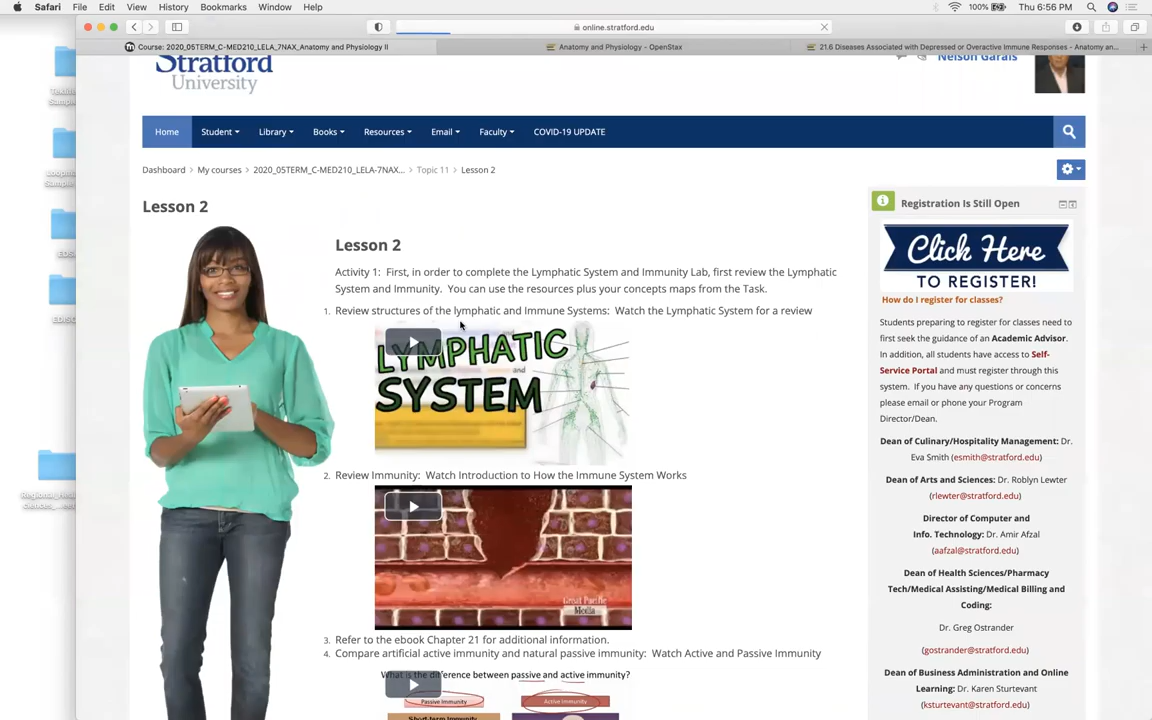 Safari File Edit View History Bookmarks Window Help 100% Thu 6:56 PM
online.stratford.edu
Course: 2020_05TERM_C-MED210_LELA_7NAX_Anatomy and Physiology II
Anatomy and Physiology - OpenStax
21.6 Diseases Associated with Depressed or Overactive Immune Responses - Anatomy an...
Stratford
University
Nelson Garais
Home Student Library Books Resources Email Faculty COVID-19 UPDATE
Dashboard My courses 2020_05TERM_C-MED210_LELA-7NAX... Topic 11 Lesson 2
Lesson 2
Lesson 2
Activity 1: First, in order to complete the Lymphatic System and Immunity Lab, first review the Lymphatic
System and Immunity. You can use the resources plus your concepts maps from the Task.
1. Review structures of the lymphatic and Immune Systems: Watch the Lymphatic System for a review
LYMPHATIC
SYSTEM
2. Review Immunity: Watch Introduction to How the Immune System Works
Great Pacific
Media
3. Refer to the ebook Chapter 21 for additional information.
4. Compare artificial active immunity and natural passive immunity: Watch Active and Passive Immunity
What is the difference between passive and active immunity?
Passive Immunity Active Immunity
Short-term Immunity
Registration Is Still Open
Click Here
TO REGISTER!
How do I register for classes?
Students preparing to register for classes need to
first seek the guidance of an Academic Advisor.
In addition, all students have access to Self-
Service Portal and must register through this
system. If you have any questions or concerns
please email or phone your Program
Director/Dean.
Dean of Culinary/Hospitality Management: Dr.
Eva Smith (esmith@stratford.edu)
Dean of Arts and Sciences: Dr. Roblyn Lewter
(rlewter@stratford.edu)
Director of Computer and
Info. Technology: Dr. Amir Afzal
(aafzal@stratford.edu)
Dean of Health Sciences/Pharmacy
Tech/Medical Assisting/Medical Billing and
Coding:
Dr. Greg Ostrander
(gostrander@stratford.edu)
Dean of Business Administration and Online
Learning: Dr. Karen Sturtevant
(ksturtevant@stratford.edu)